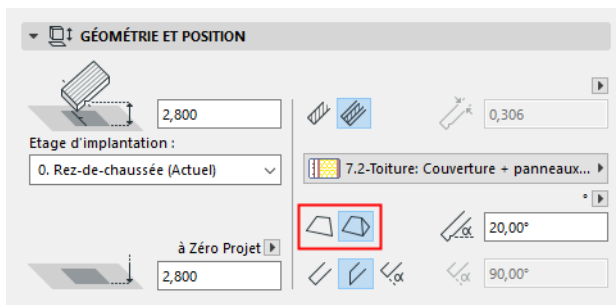 GÉOMÉTRIE ET POSITION
2,800
0,306
Etage d'implantation :
0. Rez-de-chaussée (Actuel)
7.2-Toiture: Couverture + panneaux...
°
α
20,00°
à Zéro Projet
2,800
α
α
90,00°